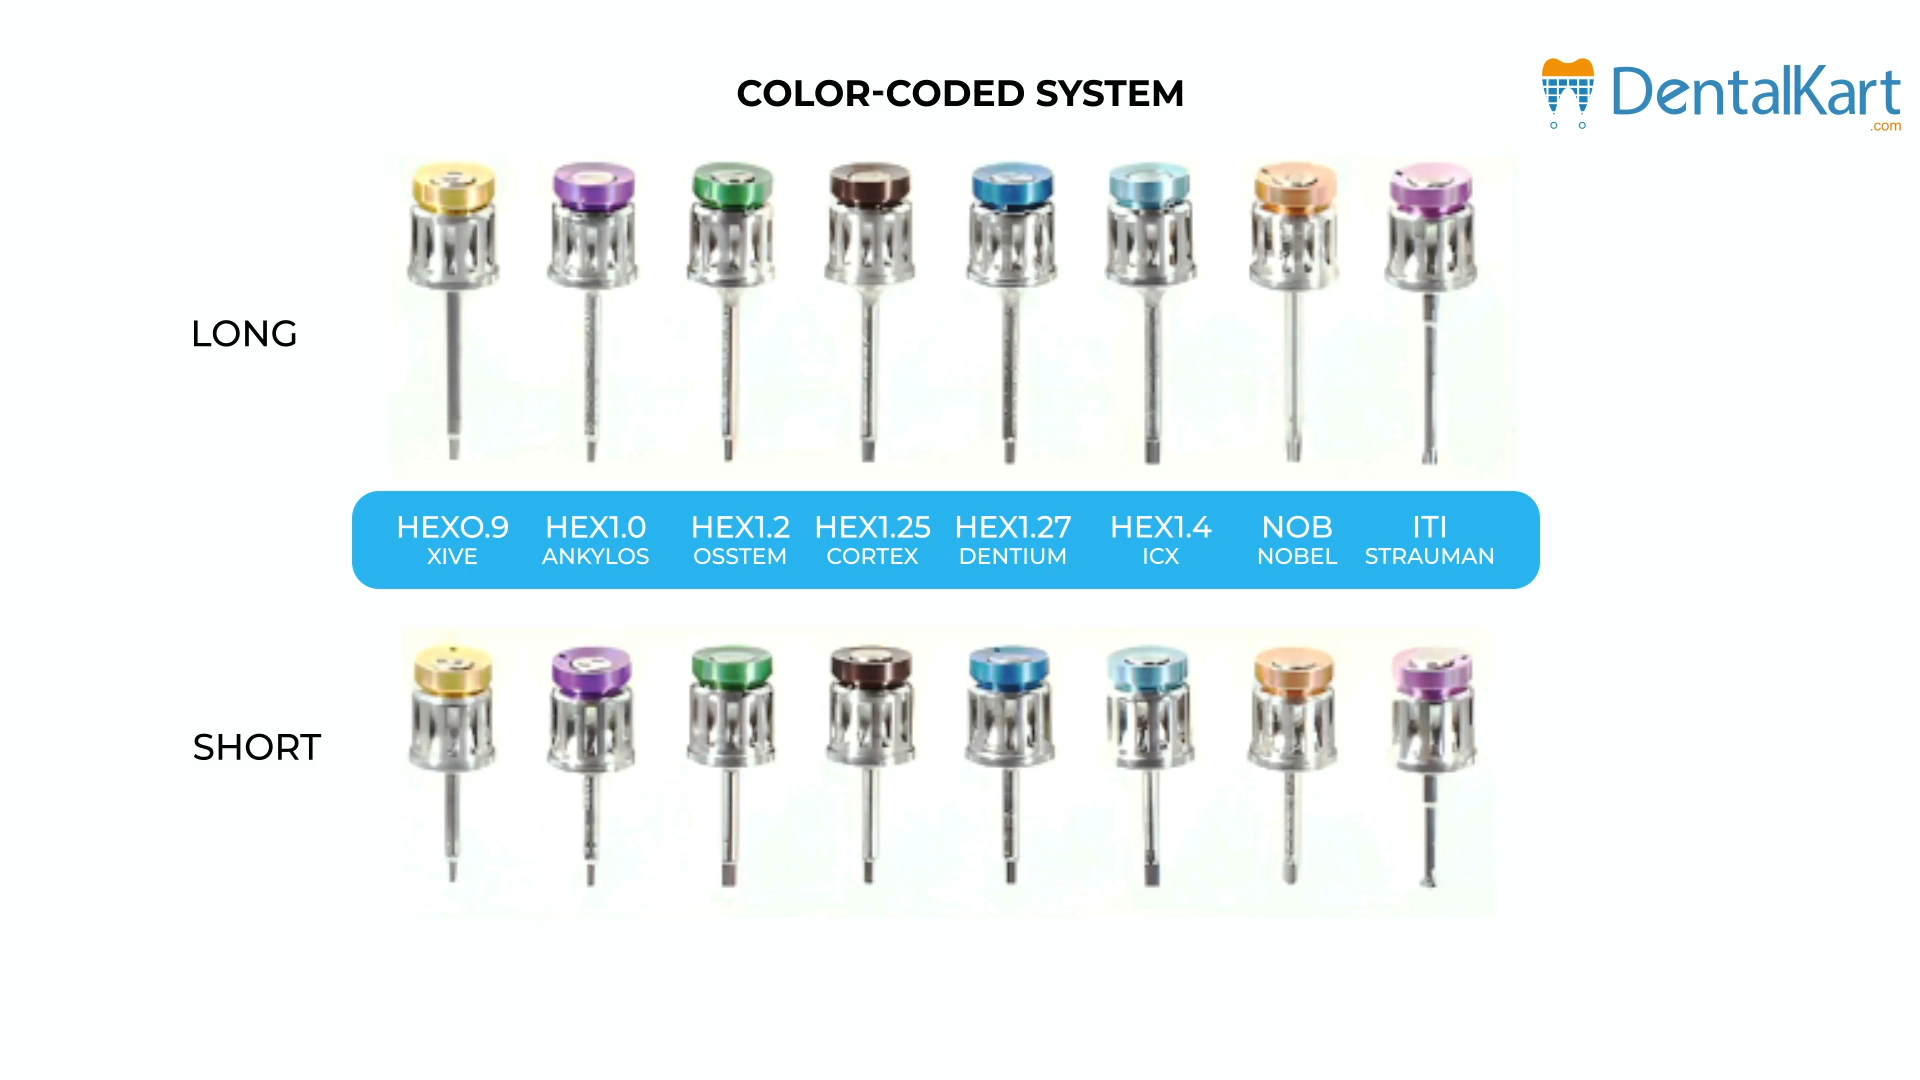 COLOR-CODED SYSTEM
DentalKart
.com
LONG
HEX0.9 HEX1.0 HEX1.2 HEX1.25 HEX1.27 HEX1.4 NOB ITI
XIVE ANKYLOS OSSTEM CORTEX DENTIUM ICX NOBEL STRAUMAN
SHORT